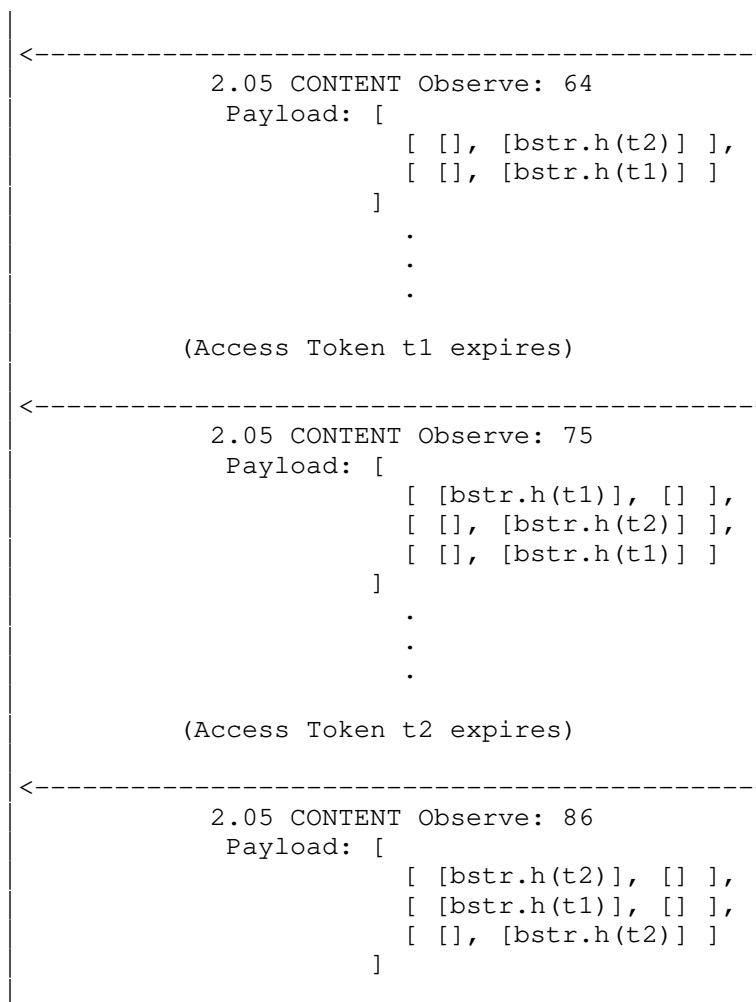 |
|
|<---------------------------------------------
|            2.05 CONTENT Observe: 64
|             Payload: [
|                        [ [], [bstr.h(t2)] ],
|                        [ [], [bstr.h(t1)] ]
|                      ]
|                        .
|                        .
|                        .
|
|          (Access Token t1 expires)
|
|<---------------------------------------------
|            2.05 CONTENT Observe: 75
|             Payload: [
|                        [ [bstr.h(t1)], [] ],
|                        [ [], [bstr.h(t2)] ],
|                        [ [], [bstr.h(t1)] ]
|                      ]
|                        .
|                        .
|                        .
|
|          (Access Token t2 expires)
|
|<---------------------------------------------
|            2.05 CONTENT Observe: 86
|             Payload: [
|                        [ [bstr.h(t2)], [] ],
|                        [ [bstr.h(t1)], [] ],
|                        [ [], [bstr.h(t2)] ]
|                      ]
|